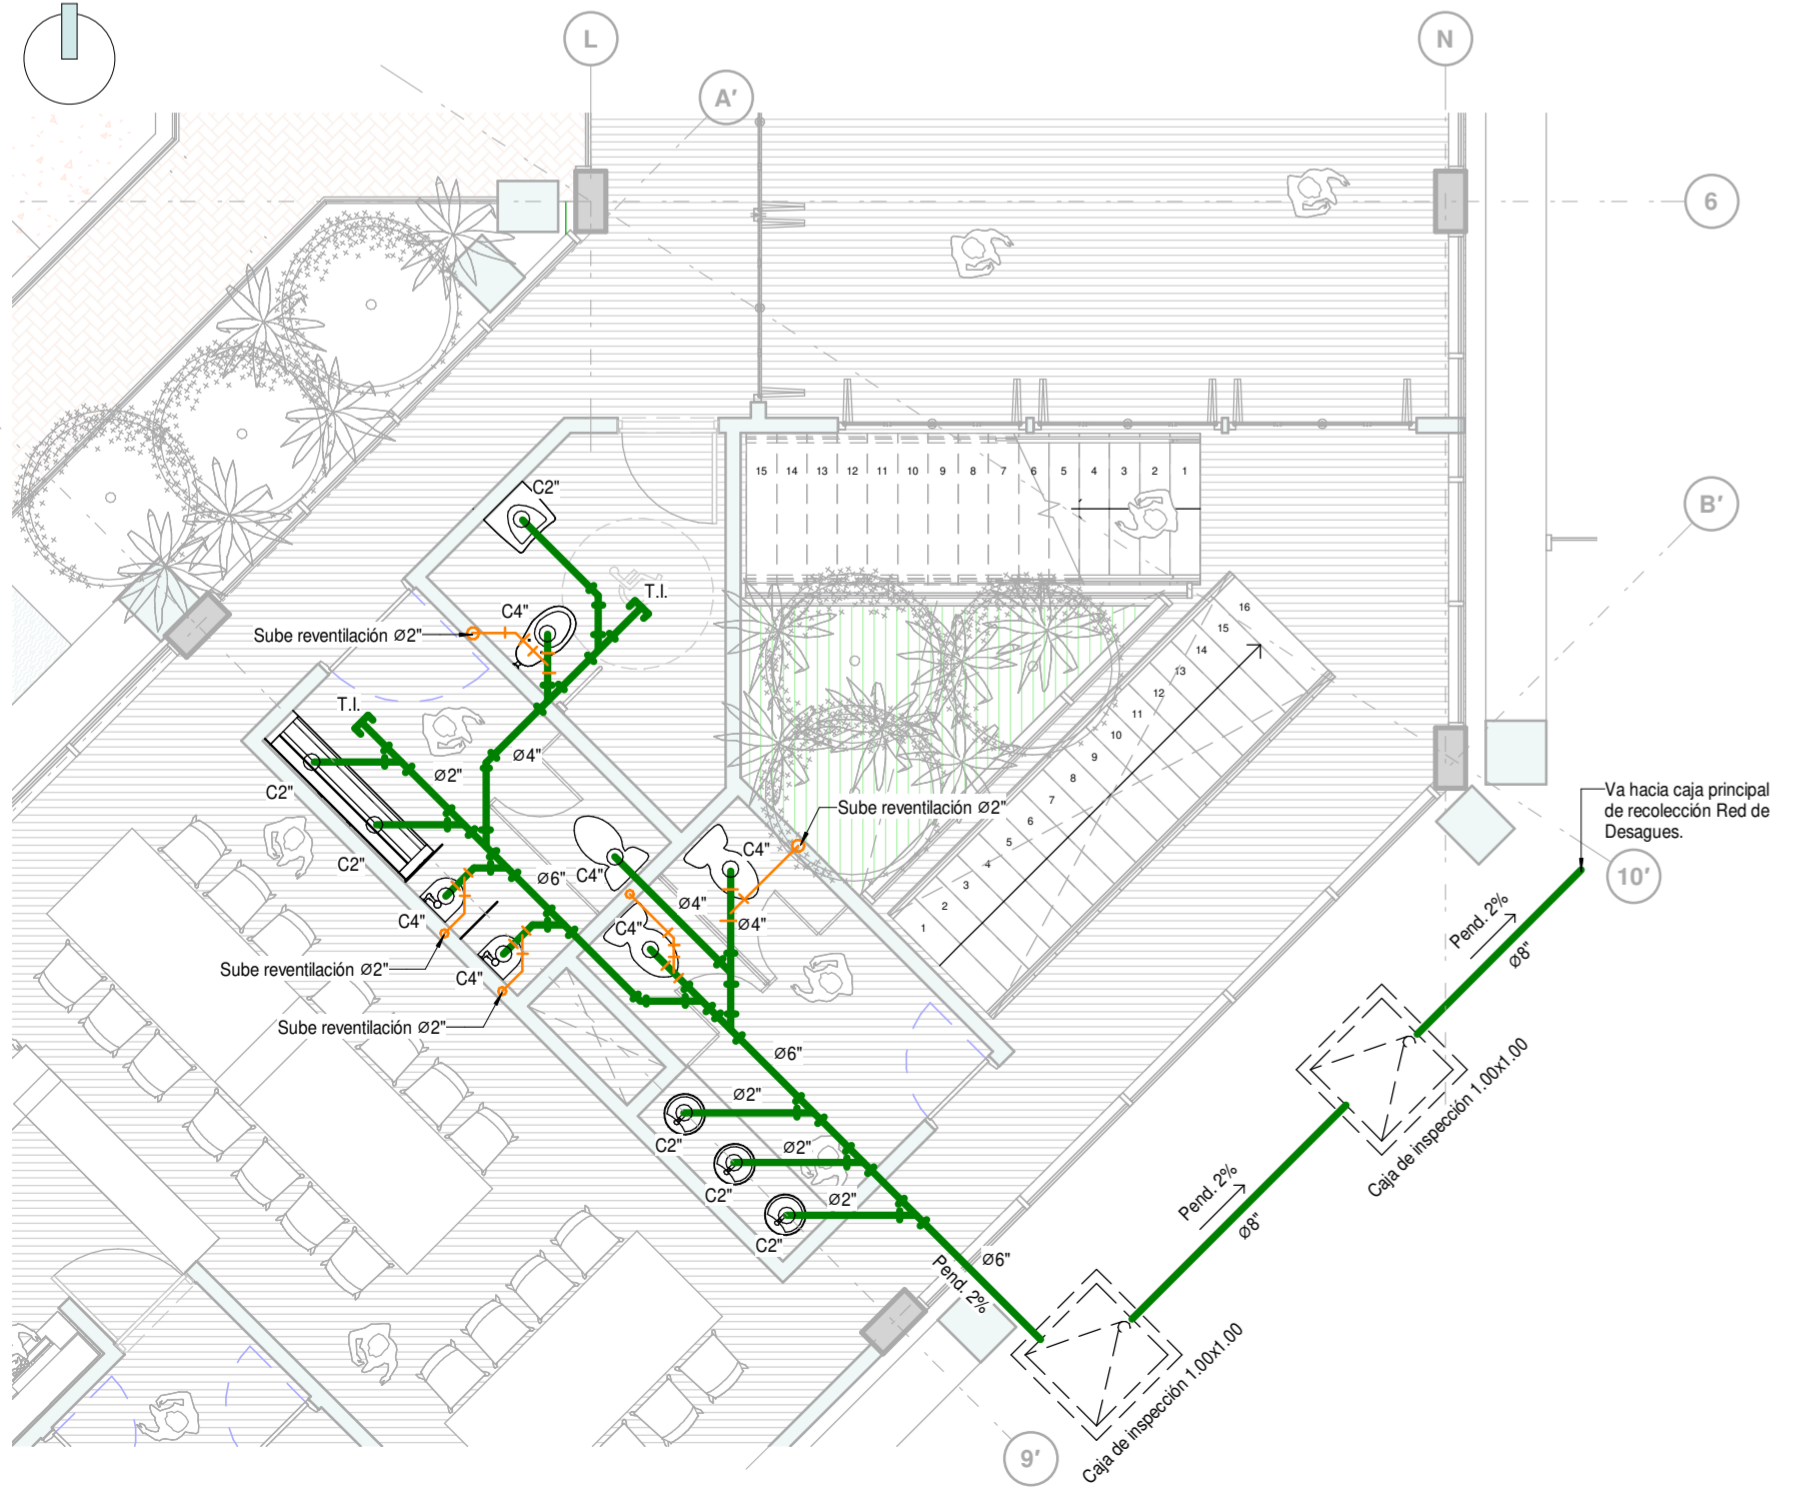 L
N
A'
6
15 14 13 12 11 10 9 8 7 6 5 4 3 2 1
C2"
B'
T.I.
C4"
Sube reventilación Ø2"
16
15
14
13
12
11
10
9
8
7
6
5
4
3
2
1
T.I.
Ø4"
Ø2"
C2"
Sube reventilación Ø2"
Va hacia caja principal
de recolección Red de
Desagues.
C4"
C2"
C4"
Ø6"
10'
Ø4"
C4"
C4"
Ø4"
Pend. 2%
Ø8"
Sube reventilación Ø2"
C4"
Sube reventilación Ø2"
Ø6"
Caja de inspección 1.00x1.00
Ø2"
C2"
Ø2"
C2"
Ø2"
C2"
Pend. 2%
Ø8"
Ø6"
Pend. 2%
Caja de inspección 1.00x1.00
9'